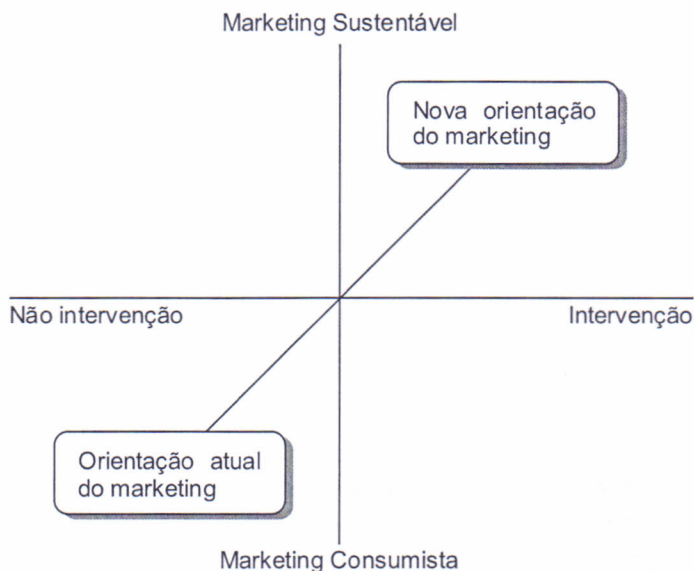 Marketing Sustentável
Nova orientação
do marketing
Não intervenção
Intervenção
Orientação atual
do marketing
Marketing Consumista